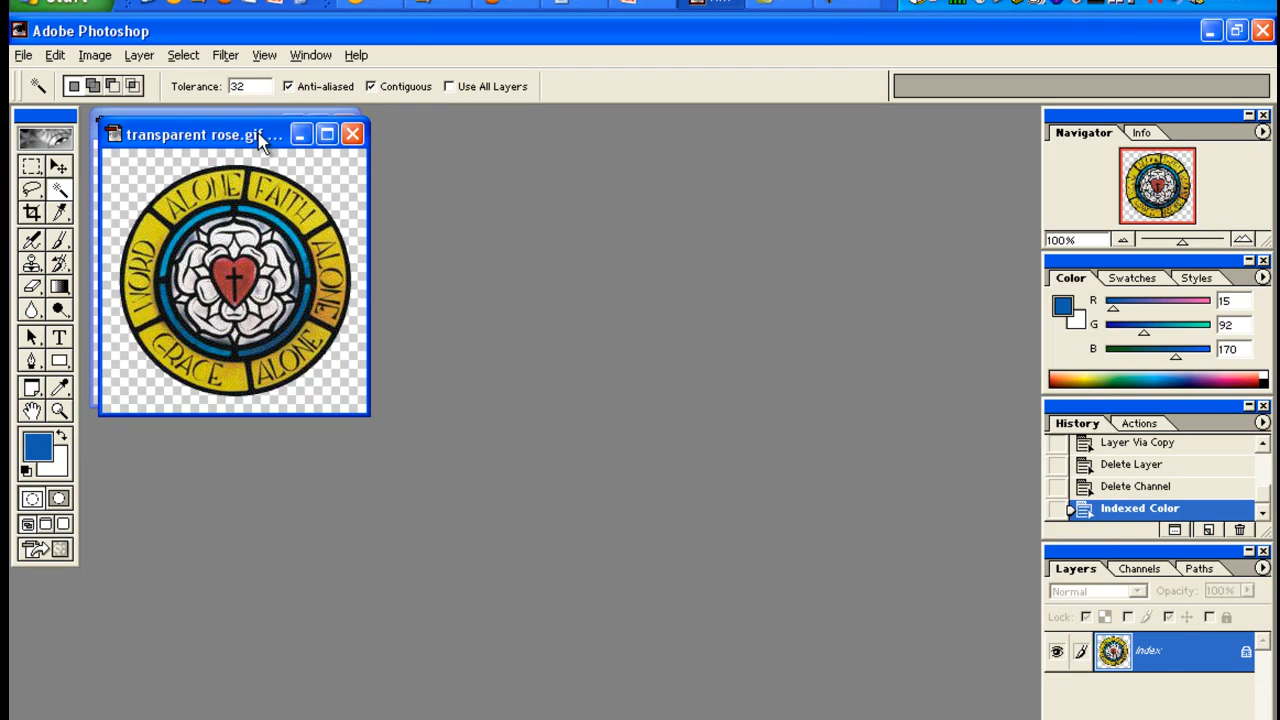 Start
Adobe Photoshop
File Edit Image Layer Select Filter View Window Help
Tolerance: 32 Anti-aliased Contiguous Use All Layers
transparent rose.gif ...
WORD ALONE FAITH ALONE GRACE ALONE
Navigator Info
100%
Color Swatches Styles
R 15
G 92
B 170
History Actions
Layer Via Copy
Delete Layer
Delete Channel
Indexed Color
Layers Channels Paths
Normal Opacity: 100%
Lock:
Index